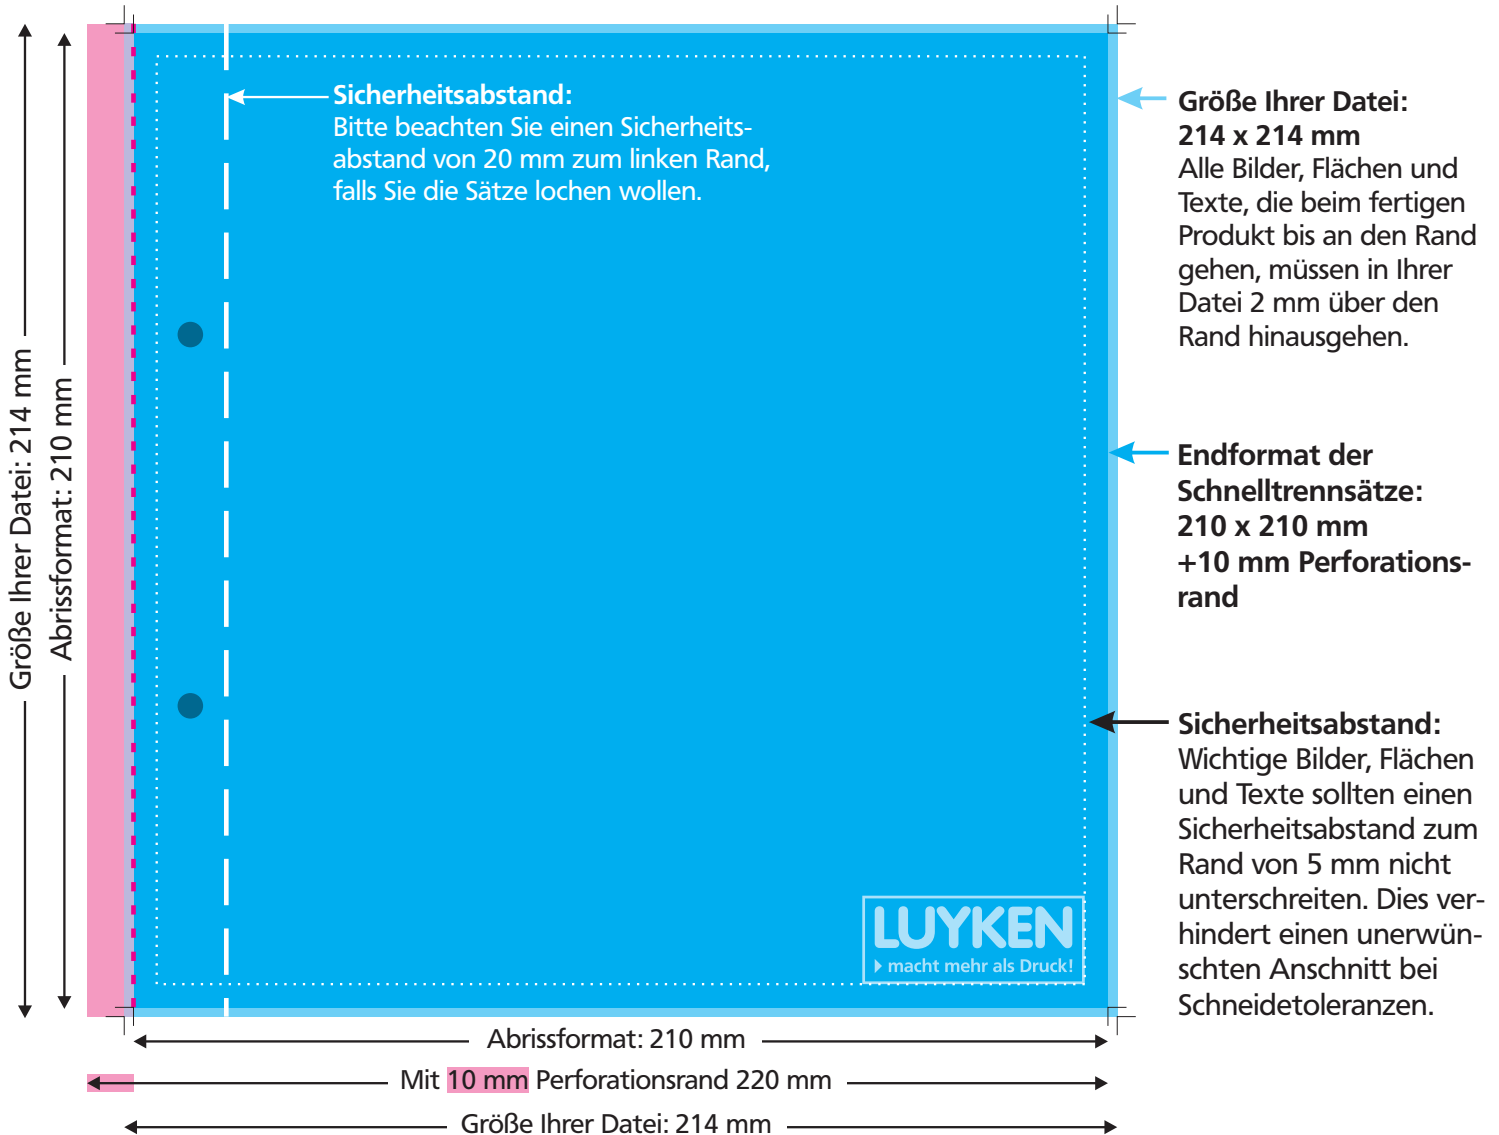 Sicherheitsabstand:
Bitte beachten Sie einen Sicherheits-
abstand von 20 mm zum linken Rand,
falls Sie die Sätze lochen wollen.
Größe Ihrer Datei:
214 x 214 mm
Alle Bilder, Flächen und
Texte, die beim fertigen
Produkt bis an den Rand
gehen, müssen in Ihrer
Datei 2 mm über den
Rand hinausgehen.
Endformat der
Schnelltrennsätze:
210 x 210 mm
+10 mm Perforations-
rand
Sicherheitsabstand:
Wichtige Bilder, Flächen
und Texte sollten einen
Sicherheitsabstand zum
Rand von 5 mm nicht
unterschreiten. Dies ver-
hindert einen unerwün-
schten Anschnitt bei
Schneidetoleranzen.
Größe Ihrer Datei: 214 mm
Abrissformat: 210 mm
LUYKEN
macht mehr als Druck!
Abrissformat: 210 mm
Mit 10 mm Perforationsrand 220 mm
Größe Ihrer Datei: 214 mm